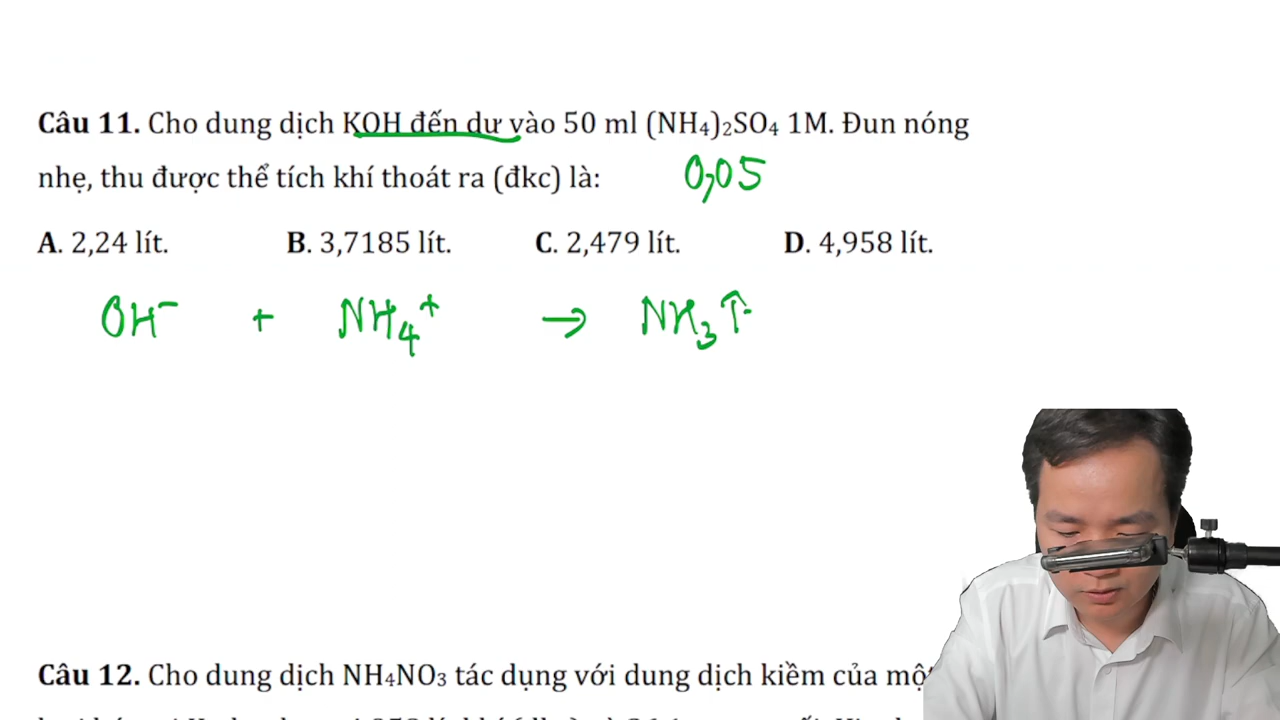 Câu 11. Cho dung dịch KOH đến dư vào 50 ml (NH₄)₂SO₄ 1M. Đun nóng
nhẹ, thu được thể tích khí thoát ra (đkc) là:
0,05
A. 2,24 lít. B. 3,7185 lít. C. 2,479 lít. D. 4,958 lít.
OH⁻ + NH₄⁺ → NH₃↑
Câu 12. Cho dung dịch NH₄NO₃ tác dụng với dung dịch kiềm của một